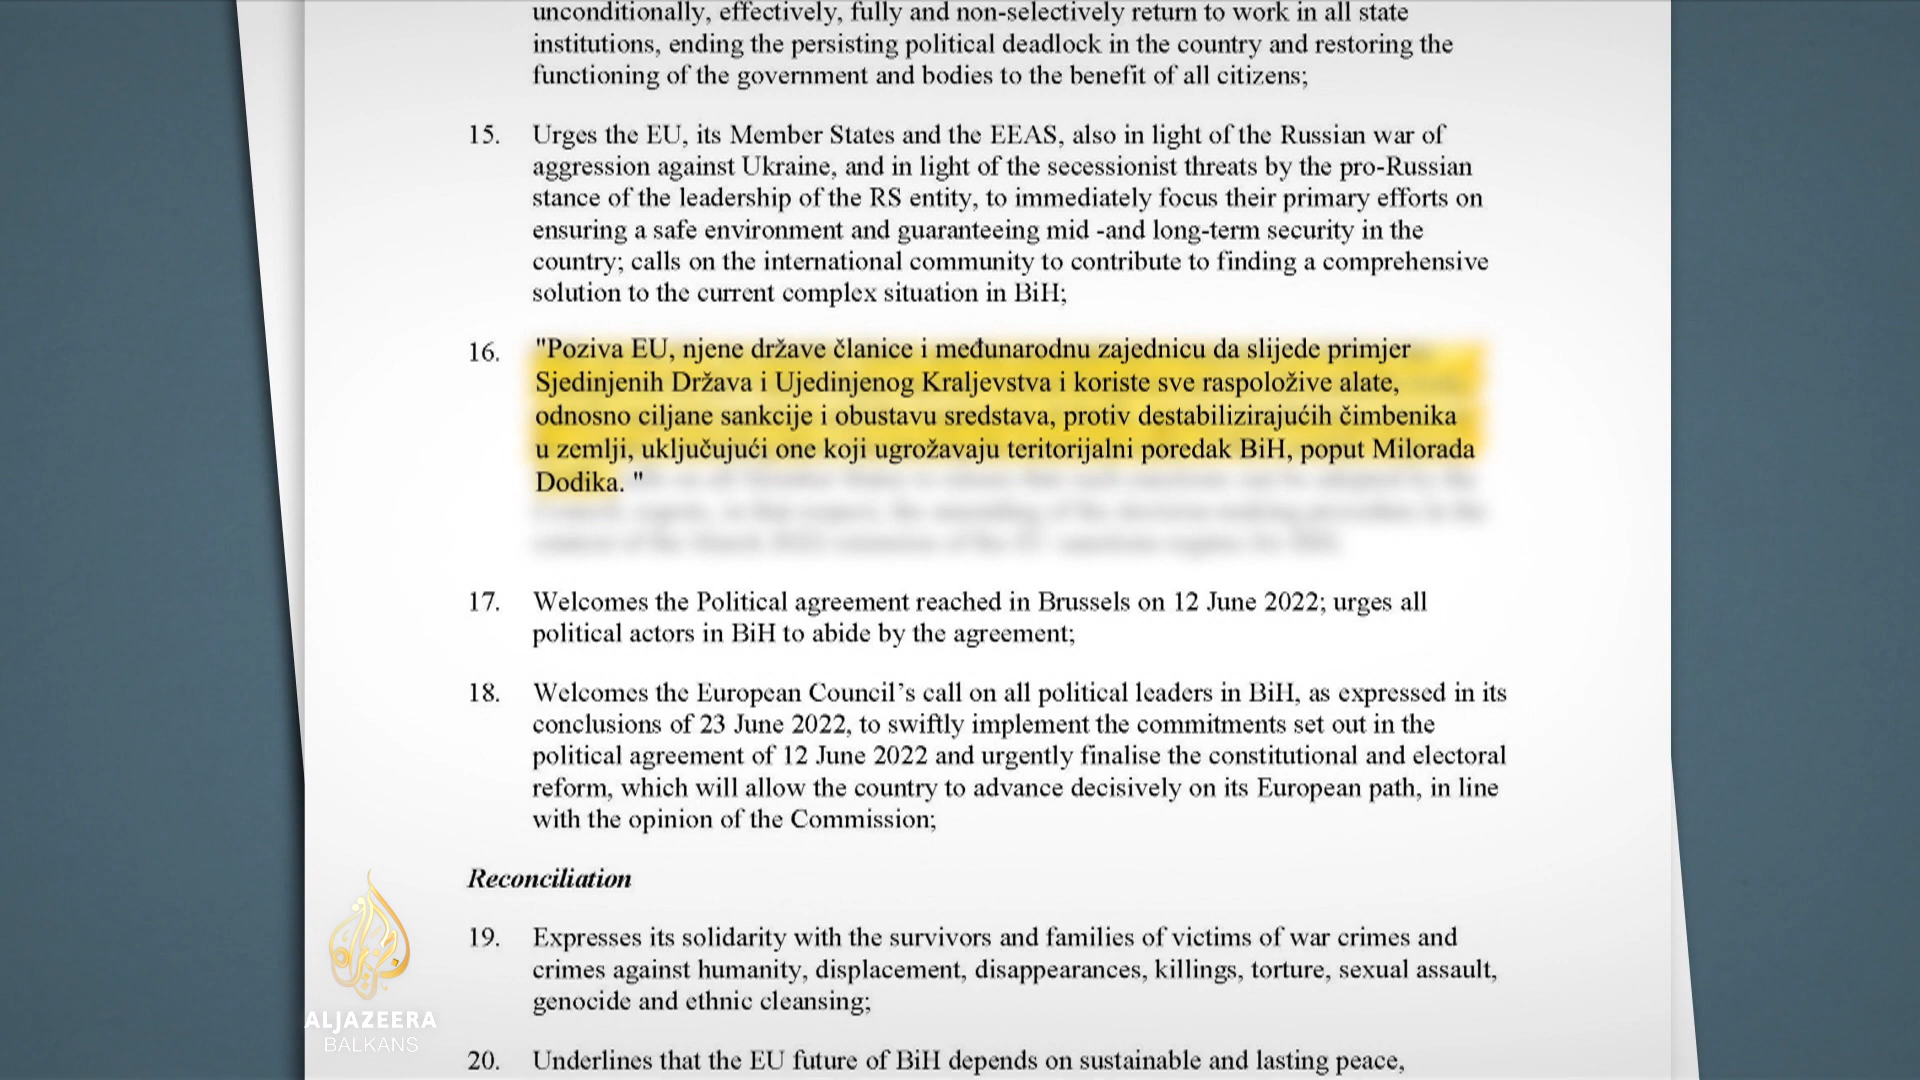 unconditionally, effectively, fully and non-selectively return to work in all state
institutions, ending the persisting political deadlock in the country and restoring the
functioning of the government and bodies to the benefit of all citizens;
15. Urges the EU, its Member States and the EEAS, also in light of the Russian war of
aggression against Ukraine, and in light of the secessionist threats by the pro-Russian
stance of the leadership of the RS entity, to immediately focus their primary efforts on
ensuring a safe environment and guaranteeing mid -and long-term security in the
country; calls on the international community to contribute to finding a comprehensive
solution to the current complex situation in BiH;
16. "Poziva EU, njene države članice i međunarodnu zajednicu da slijede primjer
Sjedinjenih Država i Ujedinjenog Kraljevstva i koriste sve raspoložive alate,
odnosno ciljane sankcije i obustavu sredstava, protiv destabilizirajućih čimbenika
u zemlji, uključujući one koji ugrožavaju teritorijalni poredak BiH, poput Milorada
Dodika. "
17. Welcomes the Political agreement reached in Brussels on 12 June 2022; urges all
political actors in BiH to abide by the agreement;
18. Welcomes the European Council’s call on all political leaders in BiH, as expressed in its
conclusions of 23 June 2022, to swiftly implement the commitments set out in the
political agreement of 12 June 2022 and urgently finalise the constitutional and electoral
reform, which will allow the country to advance decisively on its European path, in line
with the opinion of the Commission;
Reconciliation
19. Expresses its solidarity with the survivors and families of victims of war crimes and
crimes against humanity, displacement, disappearances, killings, torture, sexual assault,
genocide and ethnic cleansing;
20. Underlines that the EU future of BiH depends on sustainable and lasting peace,
ALJAZEERA
BALKANS